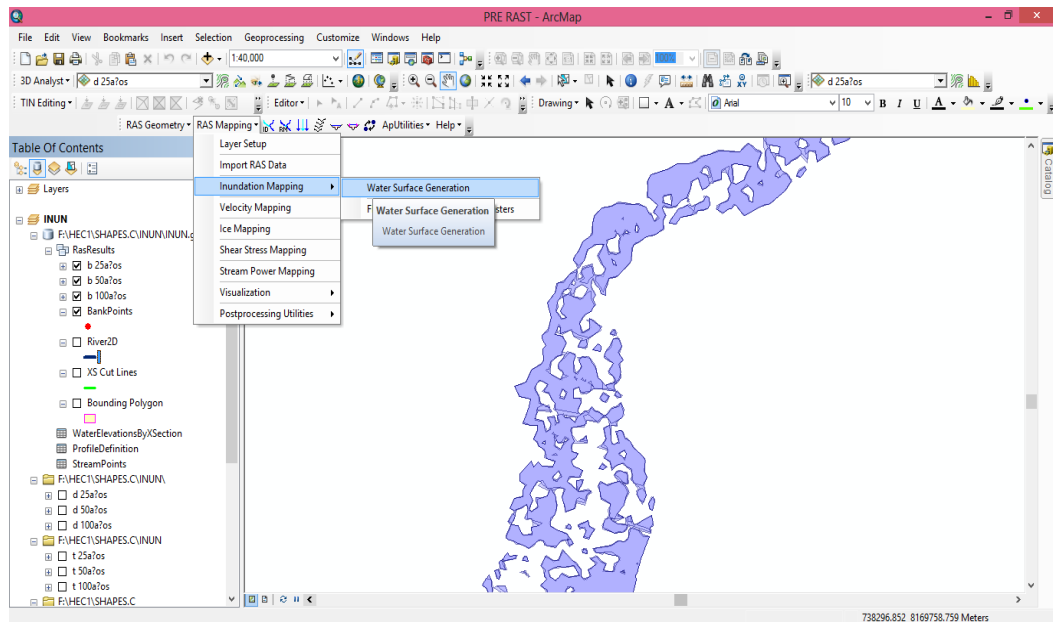 PRE RAST - ArcMap
File Edit View Bookmarks Insert Selection Geoprocessing Customize Windows Help
1:40,000
100%
3D Analyst d 25a?os
d 25a?os
TIN Editing Editor Drawing A Arial 10 B I U A
RAS Geometry RAS Mapping ApUtilities Help
Table Of Contents
Layers
INUN
F:\HEC1\SHAPES.C\INUN\INUN.g
RasResults
b 25a?os
b 50a?os
b 100a?os
BankPoints
River2D
XS Cut Lines
Bounding Polygon
WaterElevationsByXSection
ProfileDefinition
StreamPoints
F:\HEC1\SHAPES.C\INUN\
d 25a?os
d 50a?os
d 100a?os
F:\HEC1\SHAPES.C\INUN
t 25a?os
t 50a?os
t 100a?os
F:\HEC1\SHAPES.C
Layer Setup
Import RAS Data
Inundation Mapping
Velocity Mapping
Ice Mapping
Shear Stress Mapping
Stream Power Mapping
Visualization
Postprocessing Utilities
Water Surface Generation
Water Surface Generation
Water Surface Generation
Catalog
738296.852 8169758.759 Meters